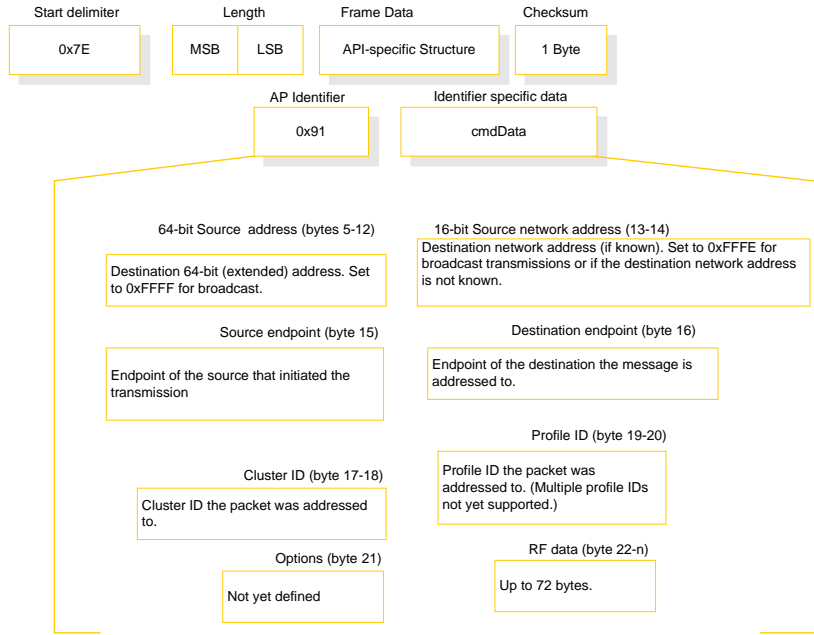 Start delimiter Length Frame Data Checksum
0x7E MSB LSB API-specific Structure 1 Byte
AP Identifier Identifier specific data
0x91 cmdData
64-bit Source address (bytes 5-12)
Destination 64-bit (extended) address. Set
to 0xFFFF for broadcast.
16-bit Source network address (13-14)
Destination network address (if known). Set to 0xFFFE for
broadcast transmissions or if the destination network address
is not known.
Source endpoint (byte 15)
Endpoint of the source that initiated the
transmission
Destination endpoint (byte 16)
Endpoint of the destination the message is
addressed to.
Cluster ID (byte 17-18)
Cluster ID the packet was addressed
to.
Profile ID (byte 19-20)
Profile ID the packet was
addressed to. (Multiple profile IDs
not yet supported.)
Options (byte 21)
Not yet defined
RF data (byte 22-n)
Up to 72 bytes.